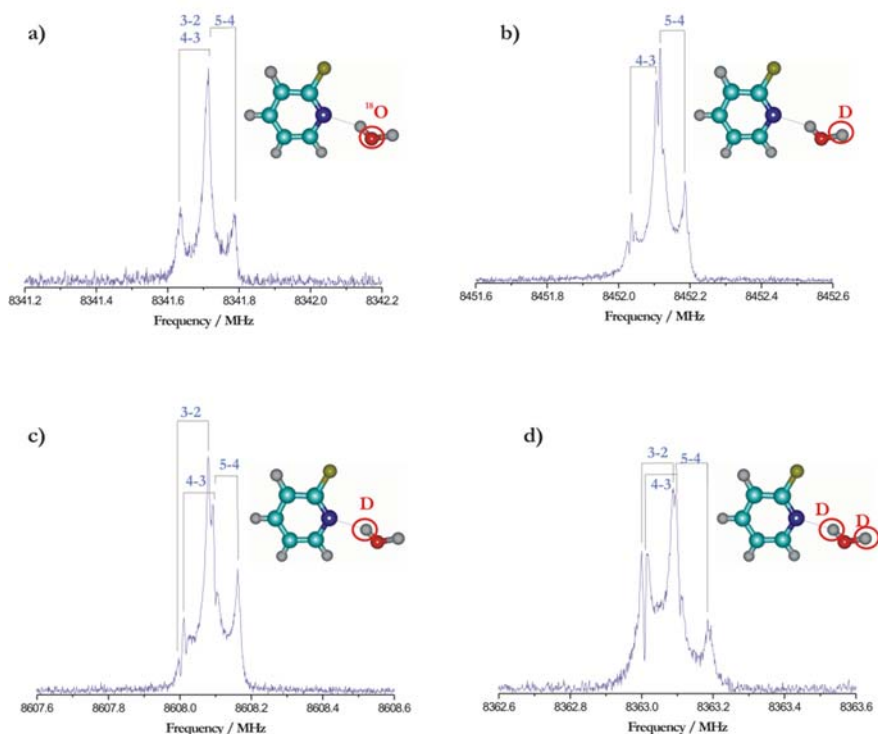 a)
3-2 5-4
4-3
18O
8341.2 8341.4 8341.6 8341.8 8342.0 8342.2
Frequency / MHz
b)
5-4
4-3
D
8451.6 8451.8 8452.0 8452.2 8452.4 8452.6
Frequency / MHz
c)
3-2
5-4
4-3
D
8607.6 8607.8 8608.0 8608.2 8608.4 8608.6
Frequency / MHz
d)
3-2
5-4
4-3
D D
8362.6 8362.8 8363.0 8363.2 8363.4 8363.6
Frequency / MHz